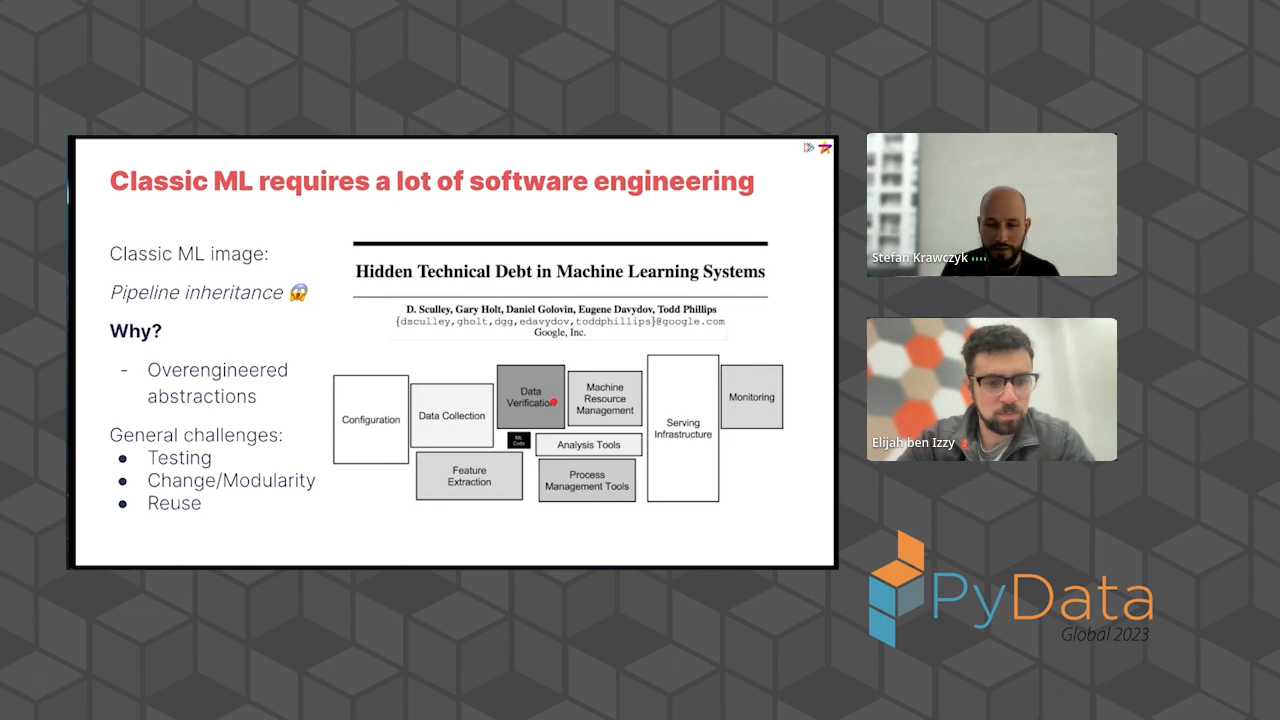 Classic ML requires a lot of software engineering
Classic ML image:
Pipeline inheritance 😱
Why?
- Overengineered
abstractions
General challenges:
● Testing
● Change/Modularity
● Reuse
Hidden Technical Debt in Machine Learning Systems
D. Sculley, Gary Holt, Daniel Golovin, Eugene Davydov, Todd Phillips
{dsculley,gholt,dgg,edavydov,toddphillips}@google.com
Google, Inc.
Configuration
Data Collection
Data
Verification
Machine
Resource
Management
ML
Code
Analysis Tools
Feature
Extraction
Process
Management Tools
Serving
Infrastructure
Monitoring
Stefan Krawczyk
Elijah ben Izzy
PyData
Global 2023